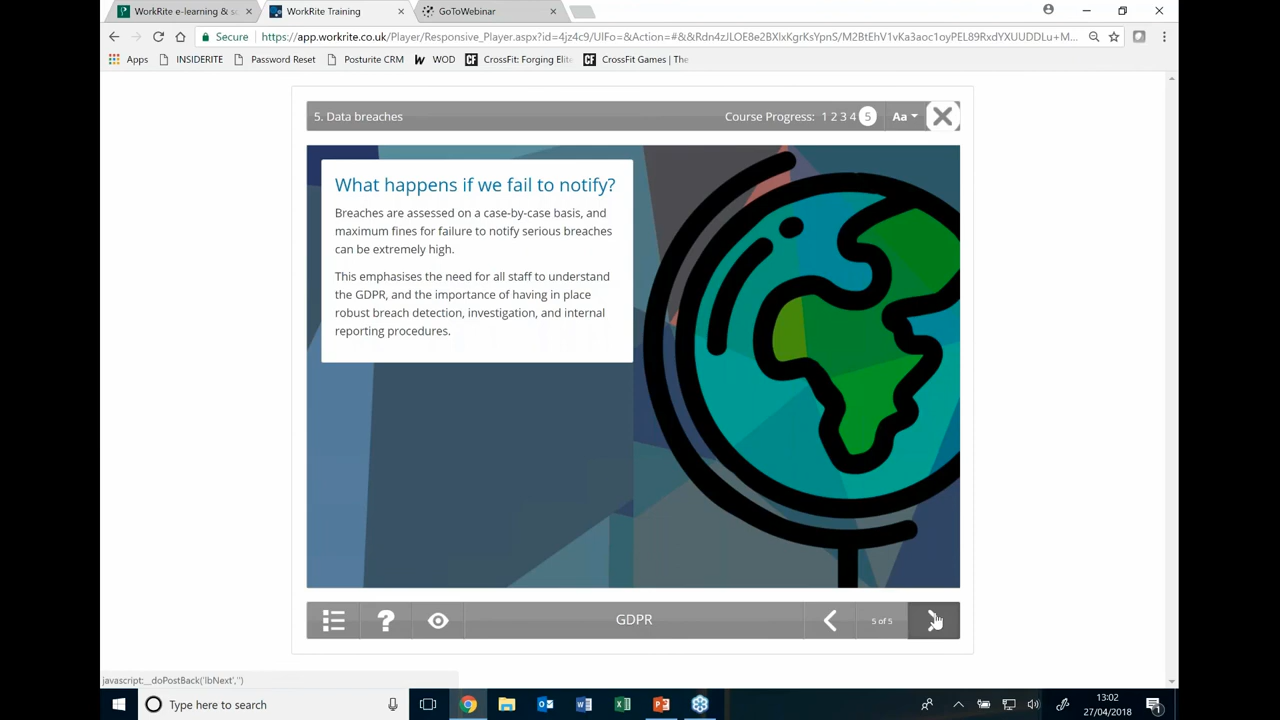 WorkRite e-learning & s
WorkRite Training
GoToWebinar
Secure
https://app.workrite.co.uk/Player/Responsive_Player.aspx?id=4jz4c9/UIFo=&Action=#&&Rdn4zJLOE8e2BXlxKgrKsYpnS/M2BtEhV1vKa3aoc1oyPEL89RxdYXUUDDLu+M...
Apps
INSIDERITE
Password Reset
Posturite CRM
WOD
CrossFit: Forging Elit
CrossFit Games | The
5. Data breaches
Course Progress: 1 2 3 4 5
Aa
What happens if we fail to notify?
Breaches are assessed on a case-by-case basis, and
maximum fines for failure to notify serious breaches
can be extremely high.
This emphasises the need for all staff to understand
the GDPR, and the importance of having in place
robust breach detection, investigation, and internal
reporting procedures.
?
GDPR
5 of 5
javascript:__doPostBack('lbNext','')
Type here to search
13:02
27/04/2018